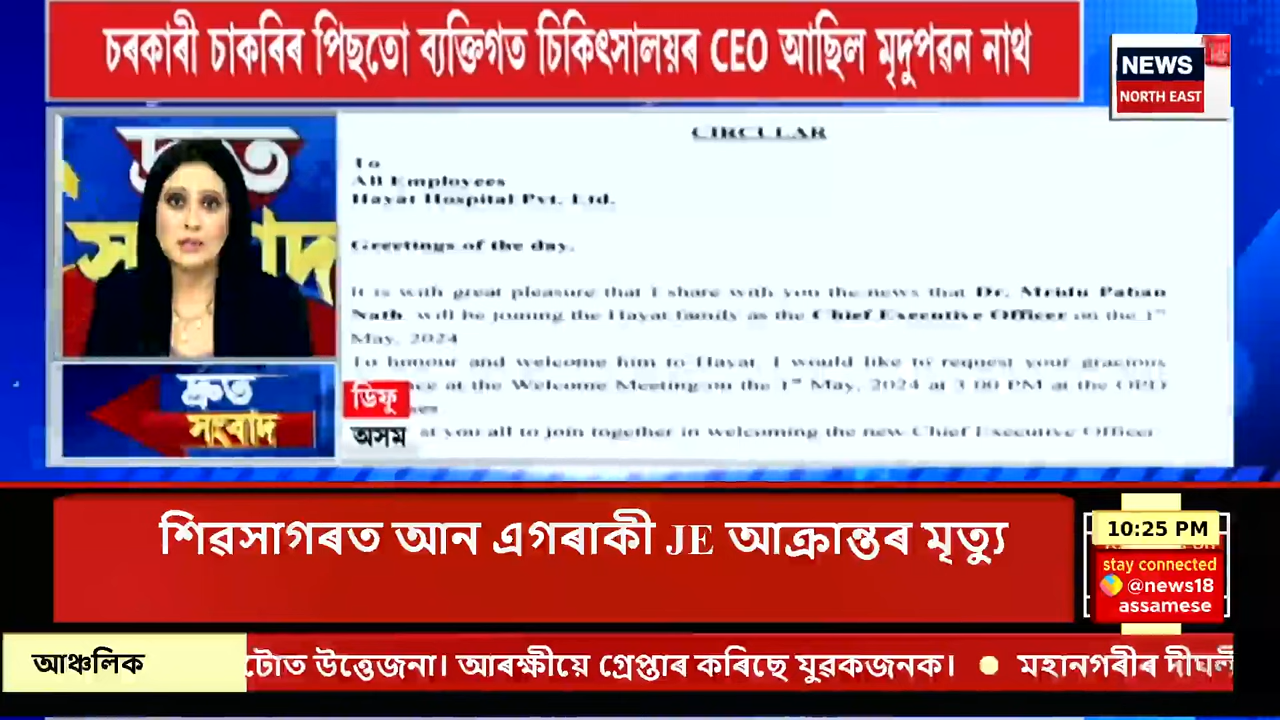 চৰকাৰী চাকৰিৰ পিছতো ব্যক্তিগত চিকিৎসালয়ৰ CEO আছিল মৃদুপৱন নাথ
NEWS 18
NORTH EAST
দ্ৰুত
সংবাদ
CIRCULAR
To
All Employees
Hayat Hospital Pvt. Ltd.
Greetings of the day,
It is with great pleasure that I share with you the news that Dr. Mridu Paban
Nath, will be joining the Hayat family as the Chief Executive Officer on the 1st
May, 2024
To honour and welcome him to Hayat, I would like to request your gracious
at the Welcome Meeting on the 1st May, 2024 at 3.00 PM at the OPD
you all to join together in welcoming the new Chief Executive Officer
দ্ৰুত
সংবাদ
ডিফু
অসম
শিৱসাগৰত আন এগৰাকী JE আক্ৰান্তৰ মৃত্যু
10:25 PM
stay connected
@news18
assamese
আঞ্চলিক
টোত উত্তেজনা। আৰক্ষীয়ে গ্ৰেপ্তাৰ কৰিছে যুৱকজনক। ● মহানগৰীৰ